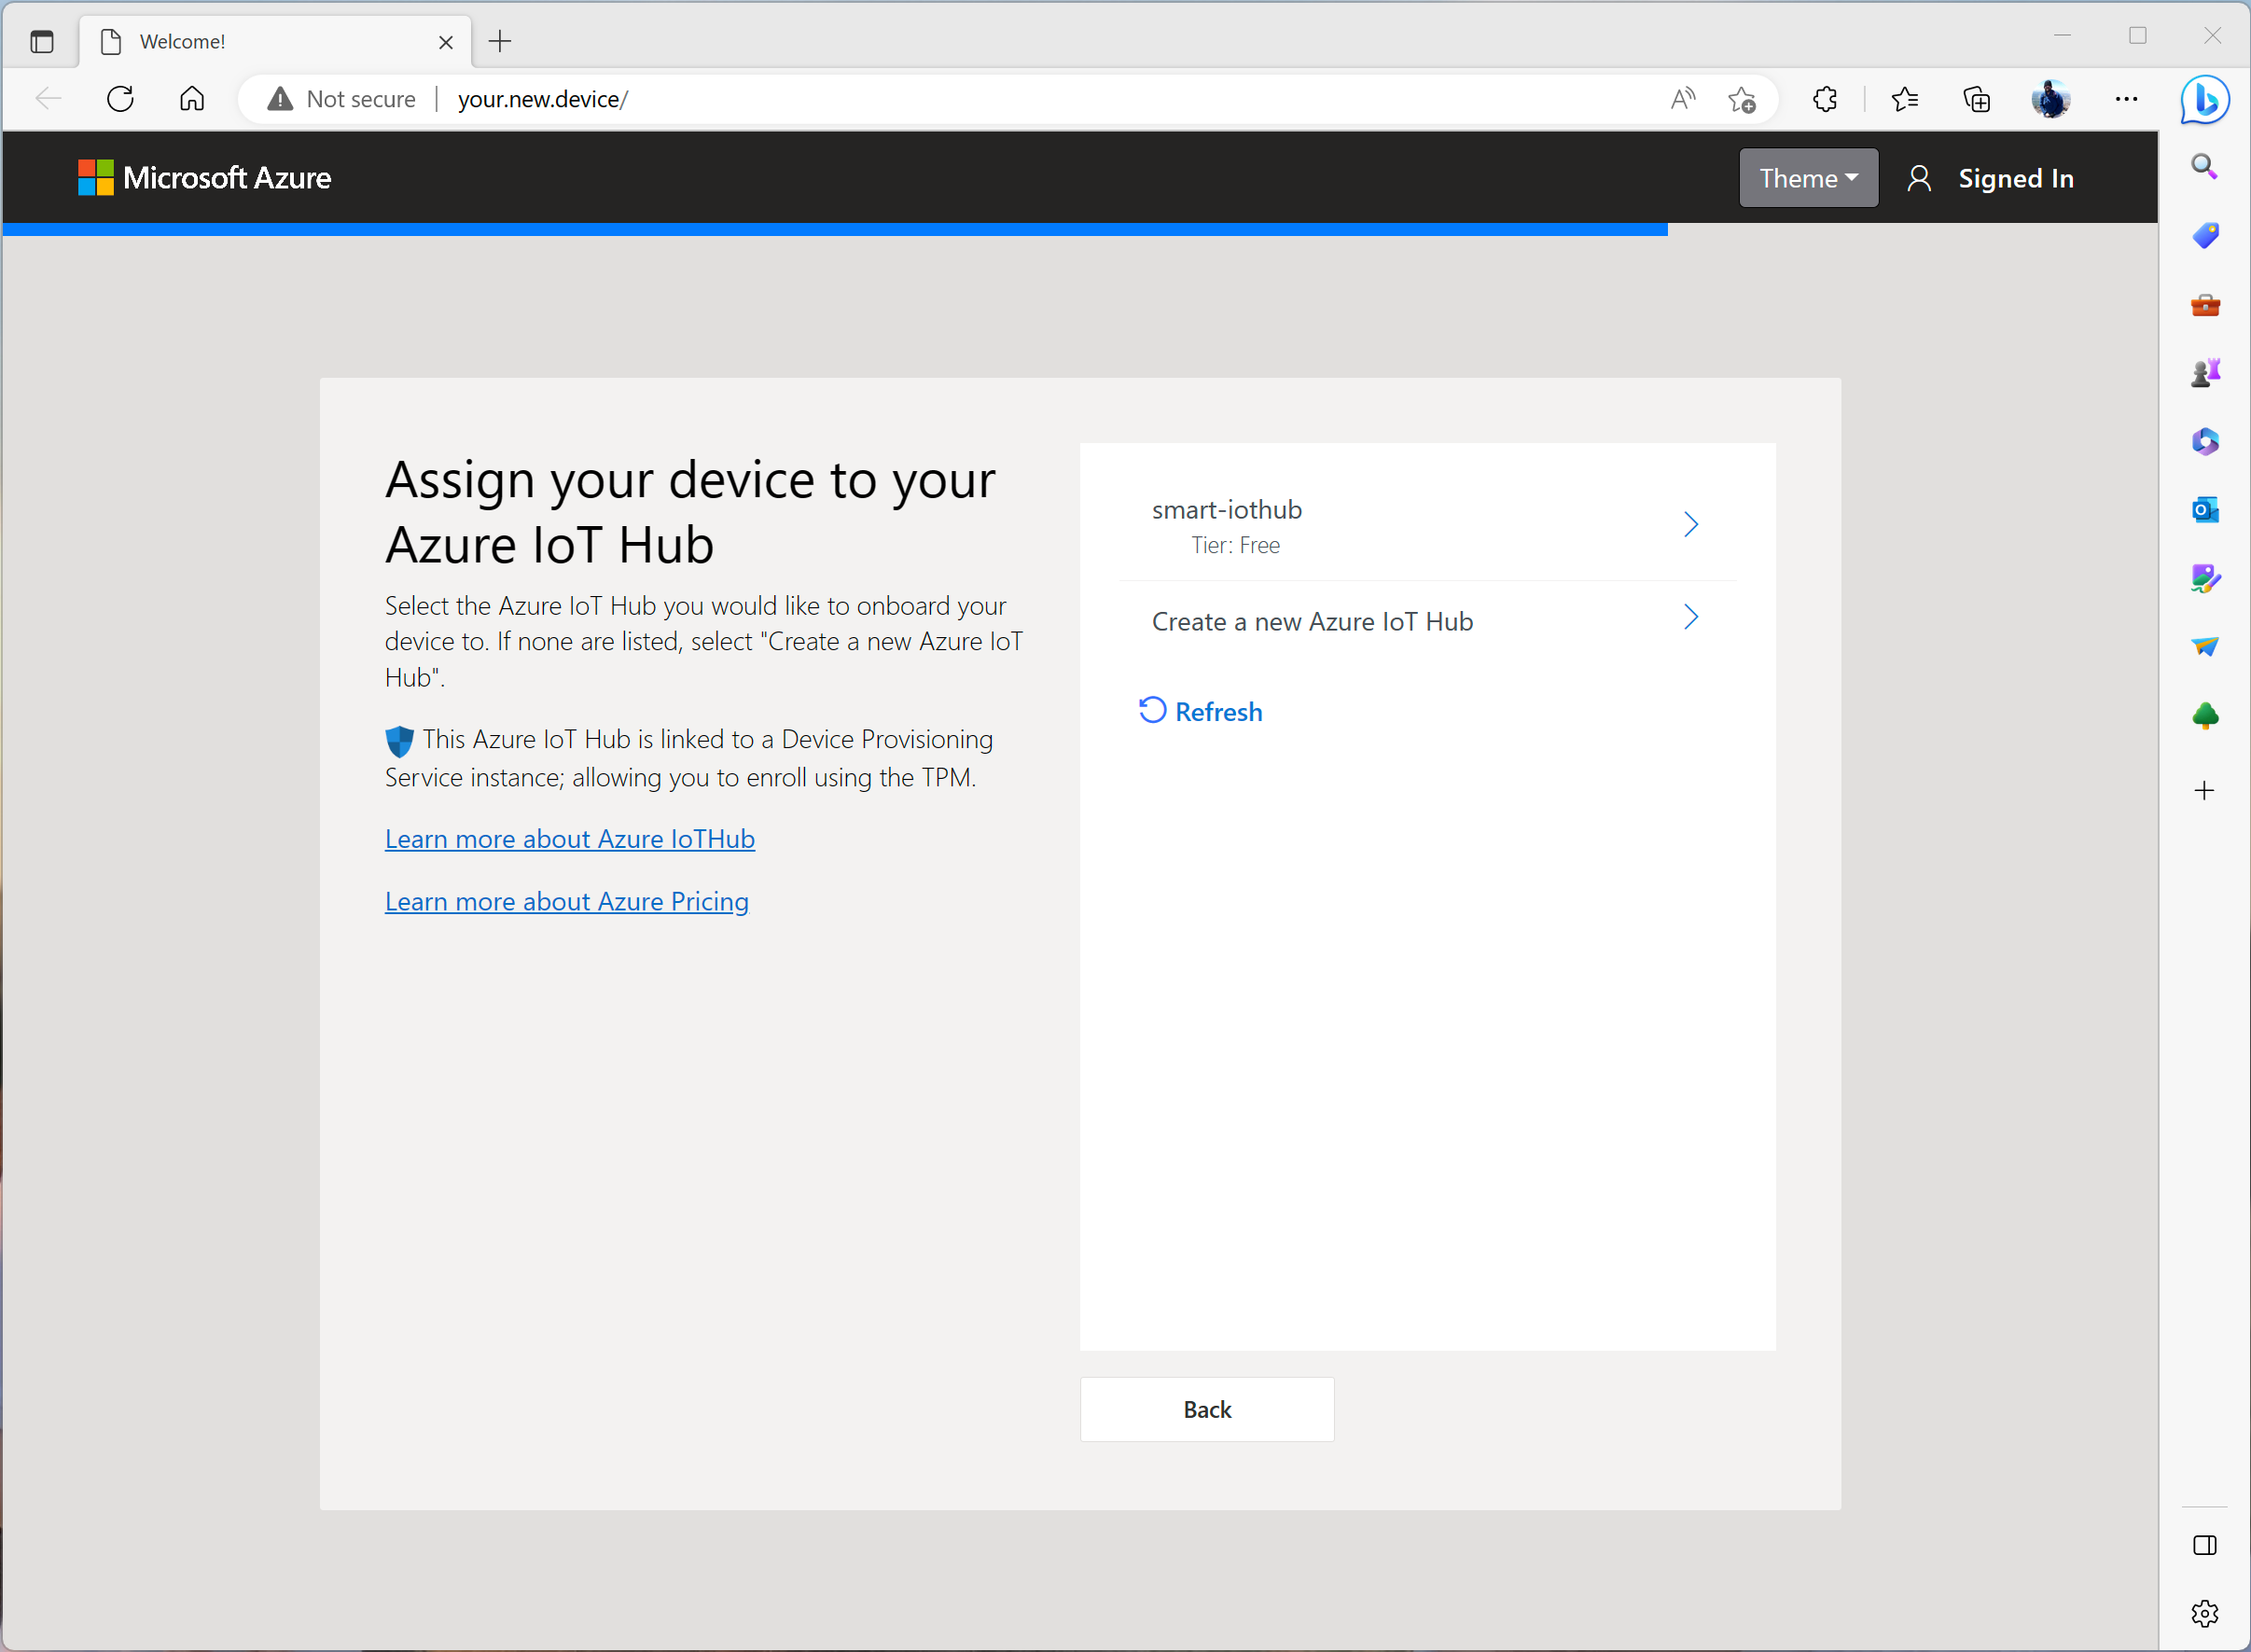 Welcome!
Not secure
your.new.device/
Microsoft Azure
Theme
Signed In
Assign your device to your
Azure IoT Hub
Select the Azure IoT Hub you would like to onboard your
device to. If none are listed, select "Create a new Azure IoT
Hub".
This Azure IoT Hub is linked to a Device Provisioning
Service instance; allowing you to enroll using the TPM.
Learn more about Azure IoTHub
Learn more about Azure Pricing
smart-iothub
Tier: Free
Create a new Azure IoT Hub
Refresh
Back